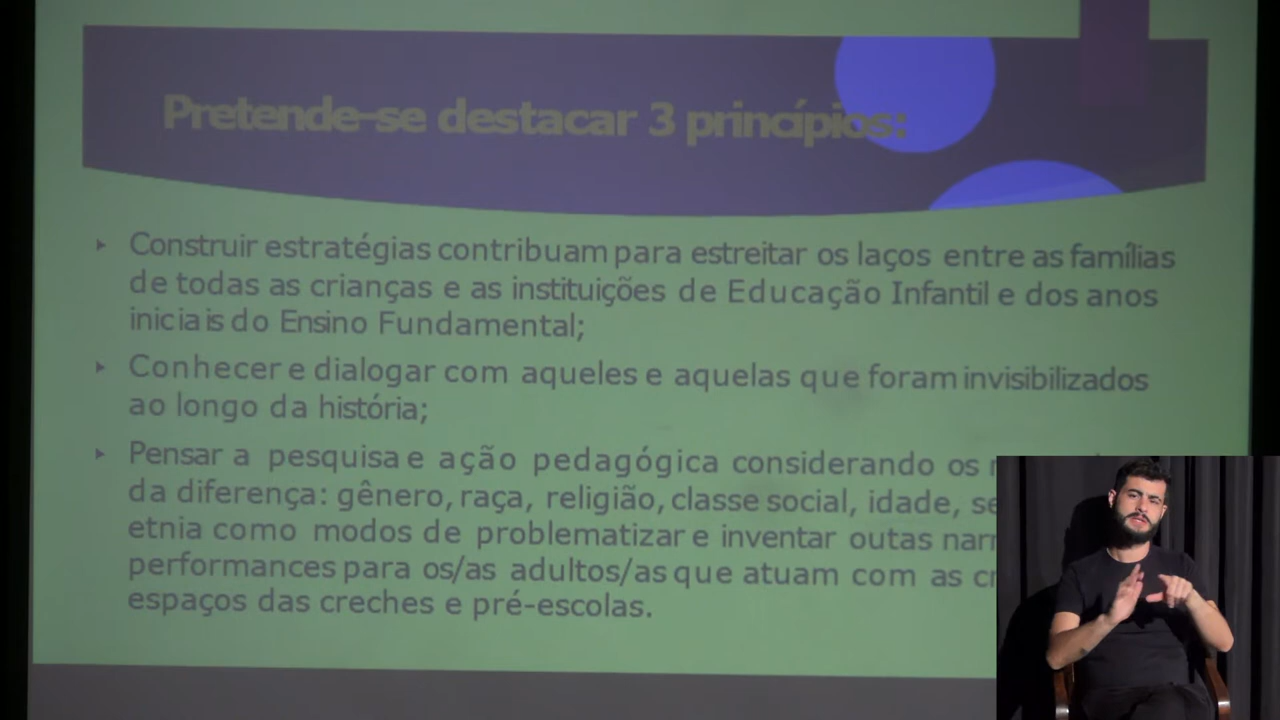 Pretende-se destacar 3 princípios:
Construir estratégias contribuam para estreitar os laços entre as famílias
de todas as crianças e as instituições de Educação Infantil e dos anos
iniciais do Ensino Fundamental;
Conhecer e dialogar com aqueles e aquelas que foram invisibilizados
ao longo da história;
Pensar a pesquisa e ação pedagógica considerando os
da diferença: gênero, raça, religião, classe social, idade,
etnia como modos de problematizar e inventar outas
performances para os/as adultos/as que atuam com as
espaços das creches e pré-escolas.